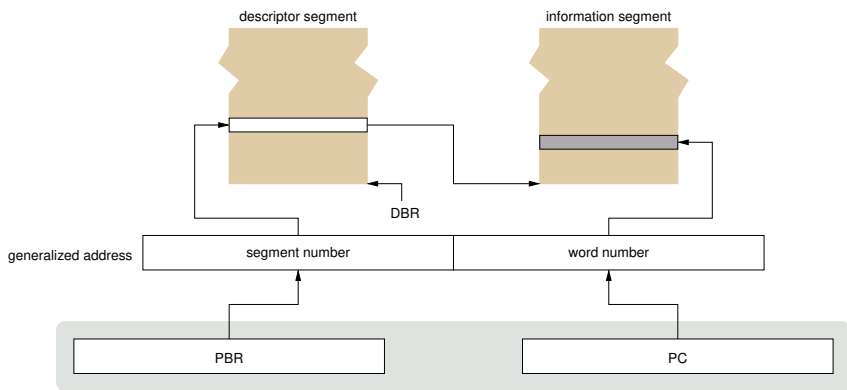 descriptor segment
information segment
DBR
generalized address
segment number
word number
PBR
PC